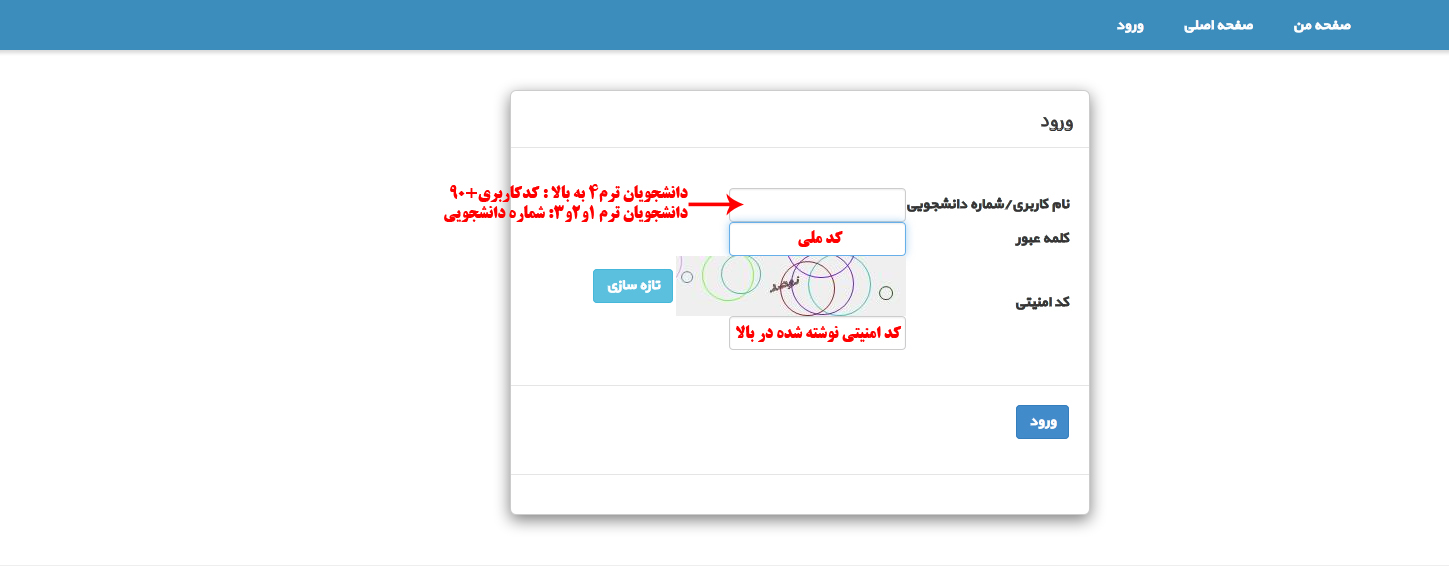 صفحه من صفحه اصلی ورود
ورود
نام کاربری/شماره دانشجویی
دانشجویان ترم۴ به بالا : کدکاربری+۹۰
دانشجویان ترم ۱و۲و۳: شماره دانشجویی
کلمه عبور
کد ملی
کد امنیتی
تازه سازی
کد امنیتی نوشته شده در بالا
ورود